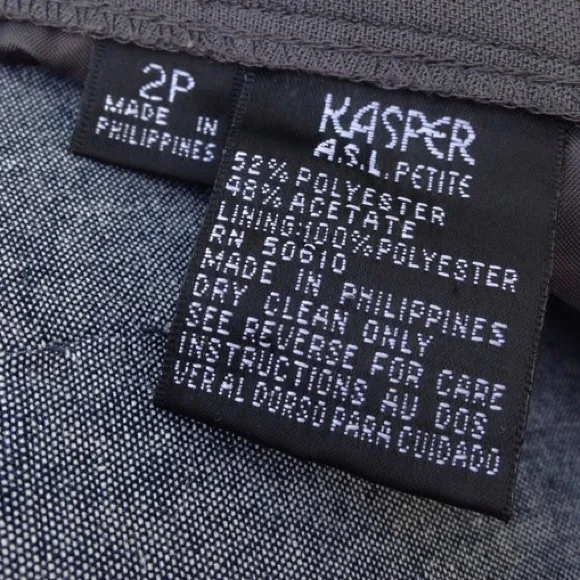 2P
MADE IN
PHILIPPINES
KASPER
A.S.L. PETITE
52% POLYESTER
48% ACETATE
LINING:100% POLYESTER
RN 50610
MADE IN PHILIPPINES
DRY CLEAN ONLY
SEE REVERSE FOR CARE
INSTRUCTIONS AU DOS
VER AL DORSO PARA CUIDADO